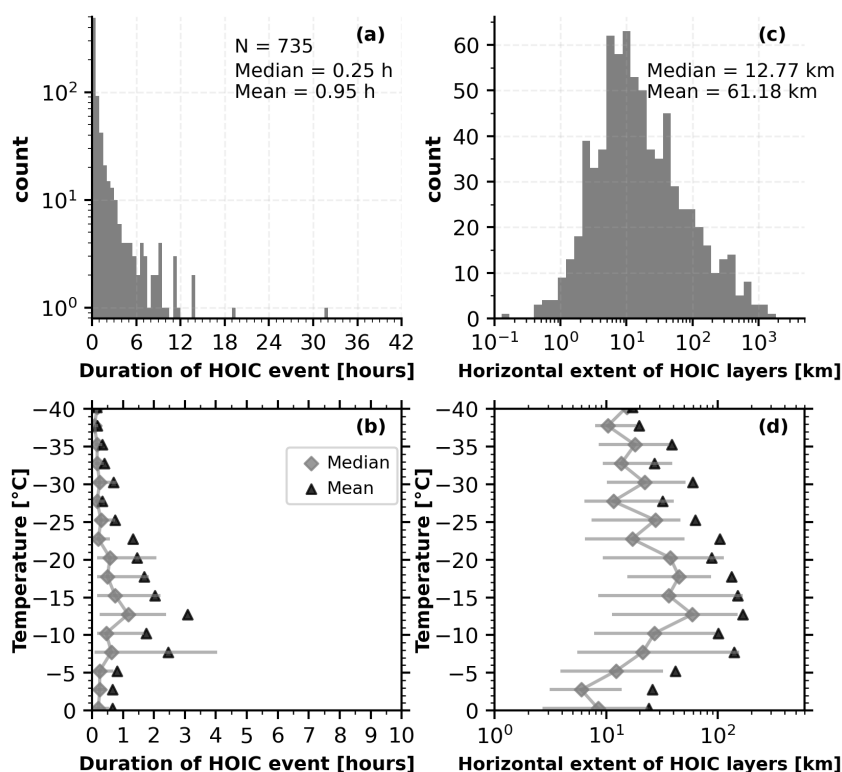 (a)
N = 735
Median = 0.25 h
Mean = 0.95 h
10²
10¹
10⁰
count
0 6 12 18 24 30 36 42
Duration of HOIC event [hours]
(c)
Median = 12.77 km
Mean = 61.18 km
60
50
40
30
20
10
0
count
10⁻¹ 10⁰ 10¹ 10² 10³
Horizontal extent of HOIC layers [km]
(b)
Median
Mean
−40
−35
−30
−25
−20
−15
−10
−5
0
Temperature [°C]
0 1 2 3 4 5 6 7 8 9 10
Duration of HOIC event [hours]
(d)
−40
−35
−30
−25
−20
−15
−10
−5
0
Temperature [°C]
10⁰ 10¹ 10²
Horizontal extent of HOIC layers [km]